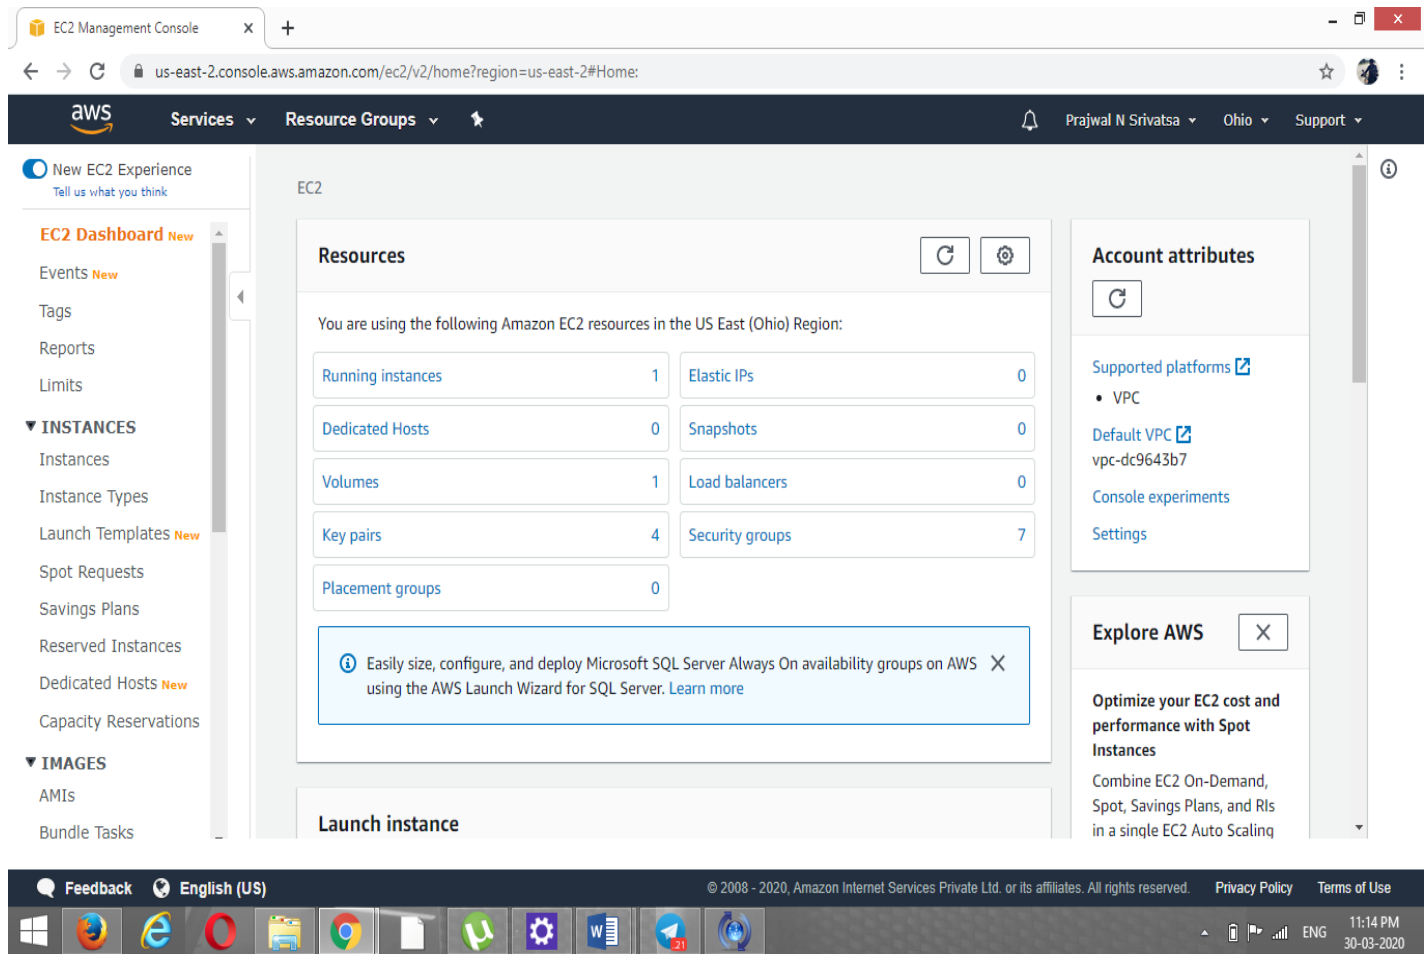 EC2 Management Console
us-east-2.console.aws.amazon.com/ec2/v2/home?region=us-east-2#Home:
aws Services Resource Groups Prajwal N Srivatsa Ohio Support
New EC2 Experience
Tell us what you think
EC2 Dashboard New
Events New
Tags
Reports
Limits
INSTANCES
Instances
Instance Types
Launch Templates New
Spot Requests
Savings Plans
Reserved Instances
Dedicated Hosts New
Capacity Reservations
IMAGES
AMIs
Bundle Tasks
EC2
Resources
You are using the following Amazon EC2 resources in the US East (Ohio) Region:
Running instances 1 Elastic IPs 0
Dedicated Hosts 0 Snapshots 0
Volumes 1 Load balancers 0
Key pairs 4 Security groups 7
Placement groups 0
Easily size, configure, and deploy Microsoft SQL Server Always On availability groups on AWS
using the AWS Launch Wizard for SQL Server. Learn more
Launch instance
Account attributes
Supported platforms
• VPC
Default VPC
vpc-dc9643b7
Console experiments
Settings
Explore AWS
Optimize your EC2 cost and
performance with Spot
Instances
Combine EC2 On-Demand,
Spot, Savings Plans, and RIs
in a single EC2 Auto Scaling
Feedback English (US) © 2008 - 2020, Amazon Internet Services Private Ltd. or its affiliates. All rights reserved. Privacy Policy Terms of Use
21
ENG
11:14 PM
30-03-2020